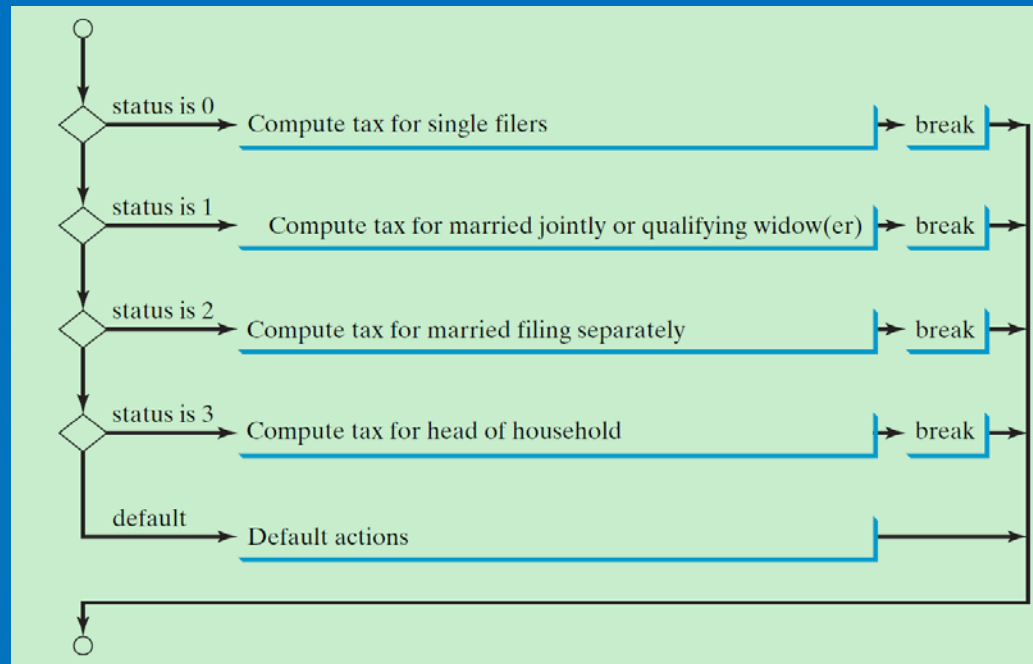 status is 0
Compute tax for single filers
break
status is 1
Compute tax for married jointly or qualifying widow(er)
break
status is 2
Compute tax for married filing separately
break
status is 3
Compute tax for head of household
break
default
Default actions